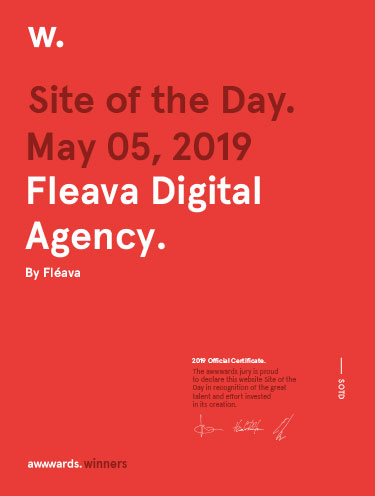 w.
Site of the Day.
May 05, 2019
Fleava Digital
Agency.
By Fléava
2019 Official Certificate.
The awwwards jury is proud
to declare this website Site of the
Day in recognition of the great
talent and effort invested
in its creation.
SOTD
awwwards.winners